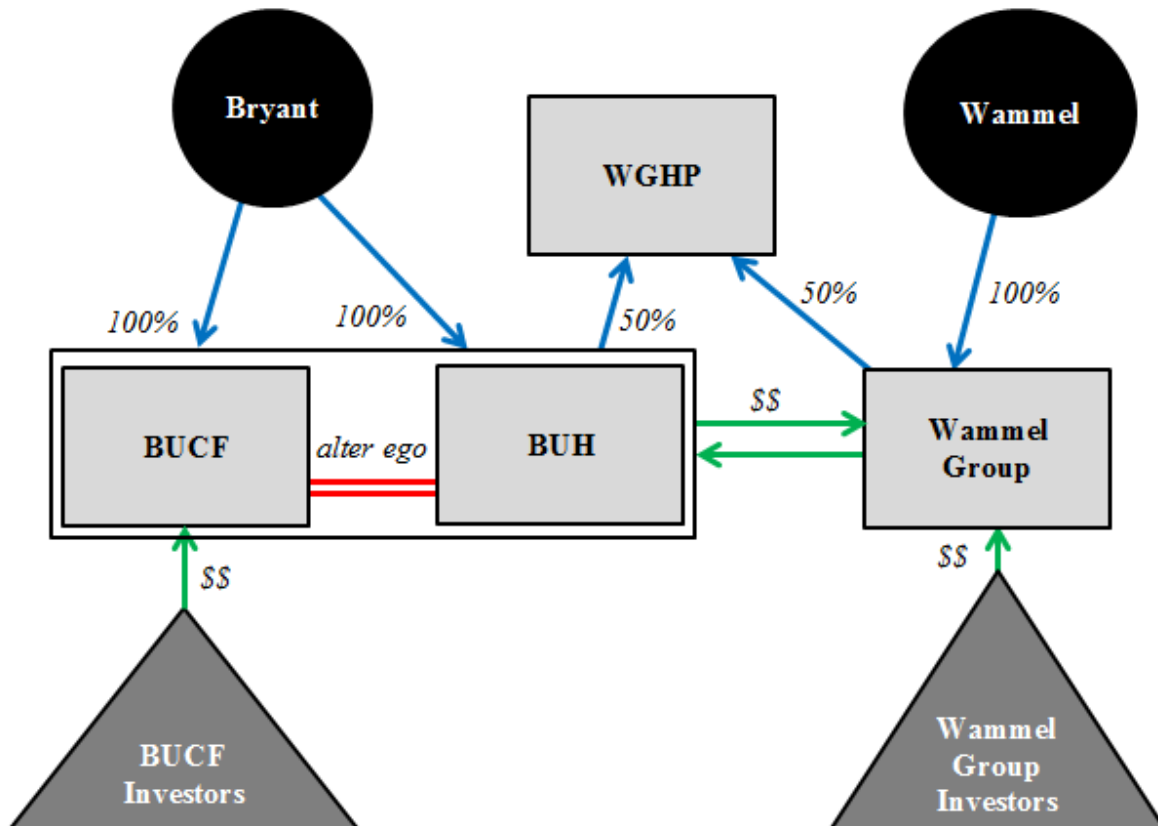 Bryant
Wammel
WGHP
100%
100%
50%
50%
100%
BUCF
alter ego
BUH
$$
Wammel
Group
$$
$$
BUCF
Investors
Wammel
Group
Investors